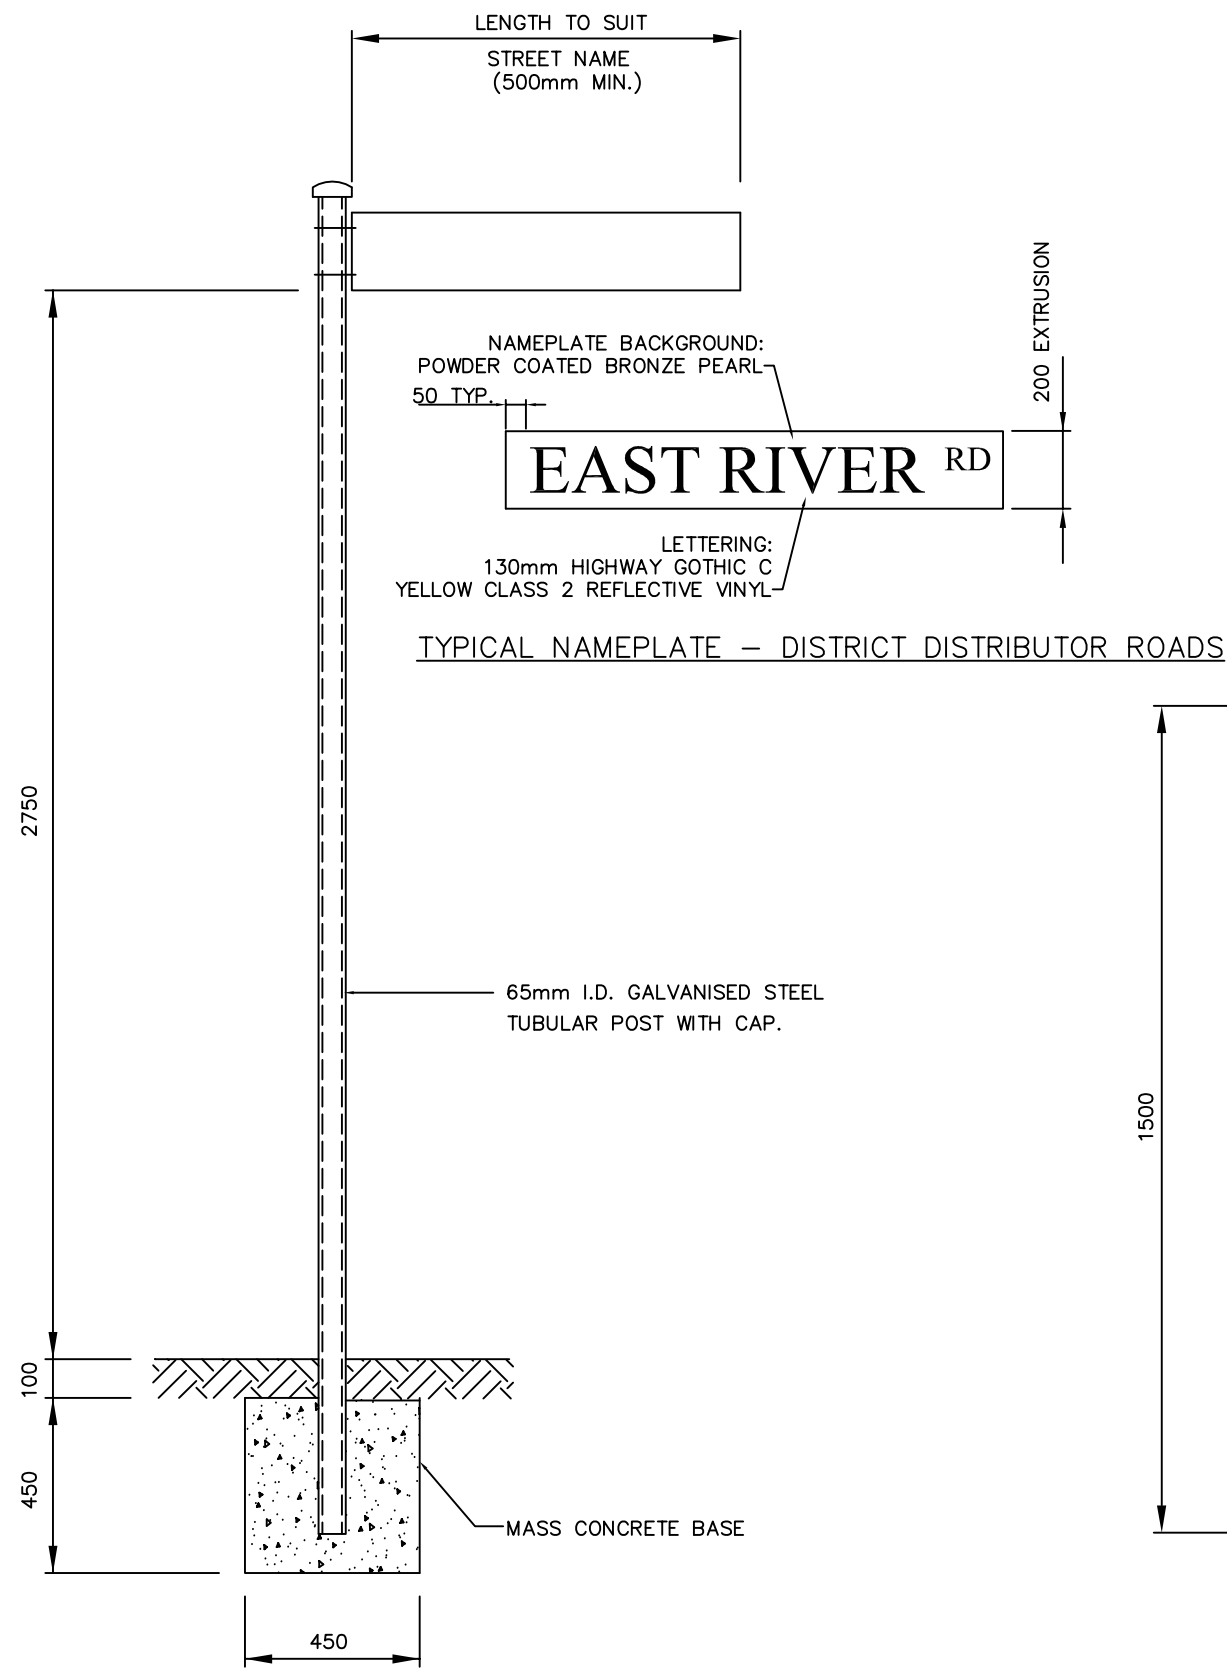 LENGTH TO SUIT
STREET NAME
(500mm MIN.)
200 EXTRUSION
NAMEPLATE BACKGROUND:
POWDER COATED BRONZE PEARL
50 TYP.
EAST RIVER RD
LETTERING:
130mm HIGHWAY GOTHIC C
YELLOW CLASS 2 REFLECTIVE VINYL
TYPICAL NAMEPLATE – DISTRICT DISTRIBUTOR ROADS
2750
65mm I.D. GALVANISED STEEL
TUBULAR POST WITH CAP.
1500
100
450
MASS CONCRETE BASE
450